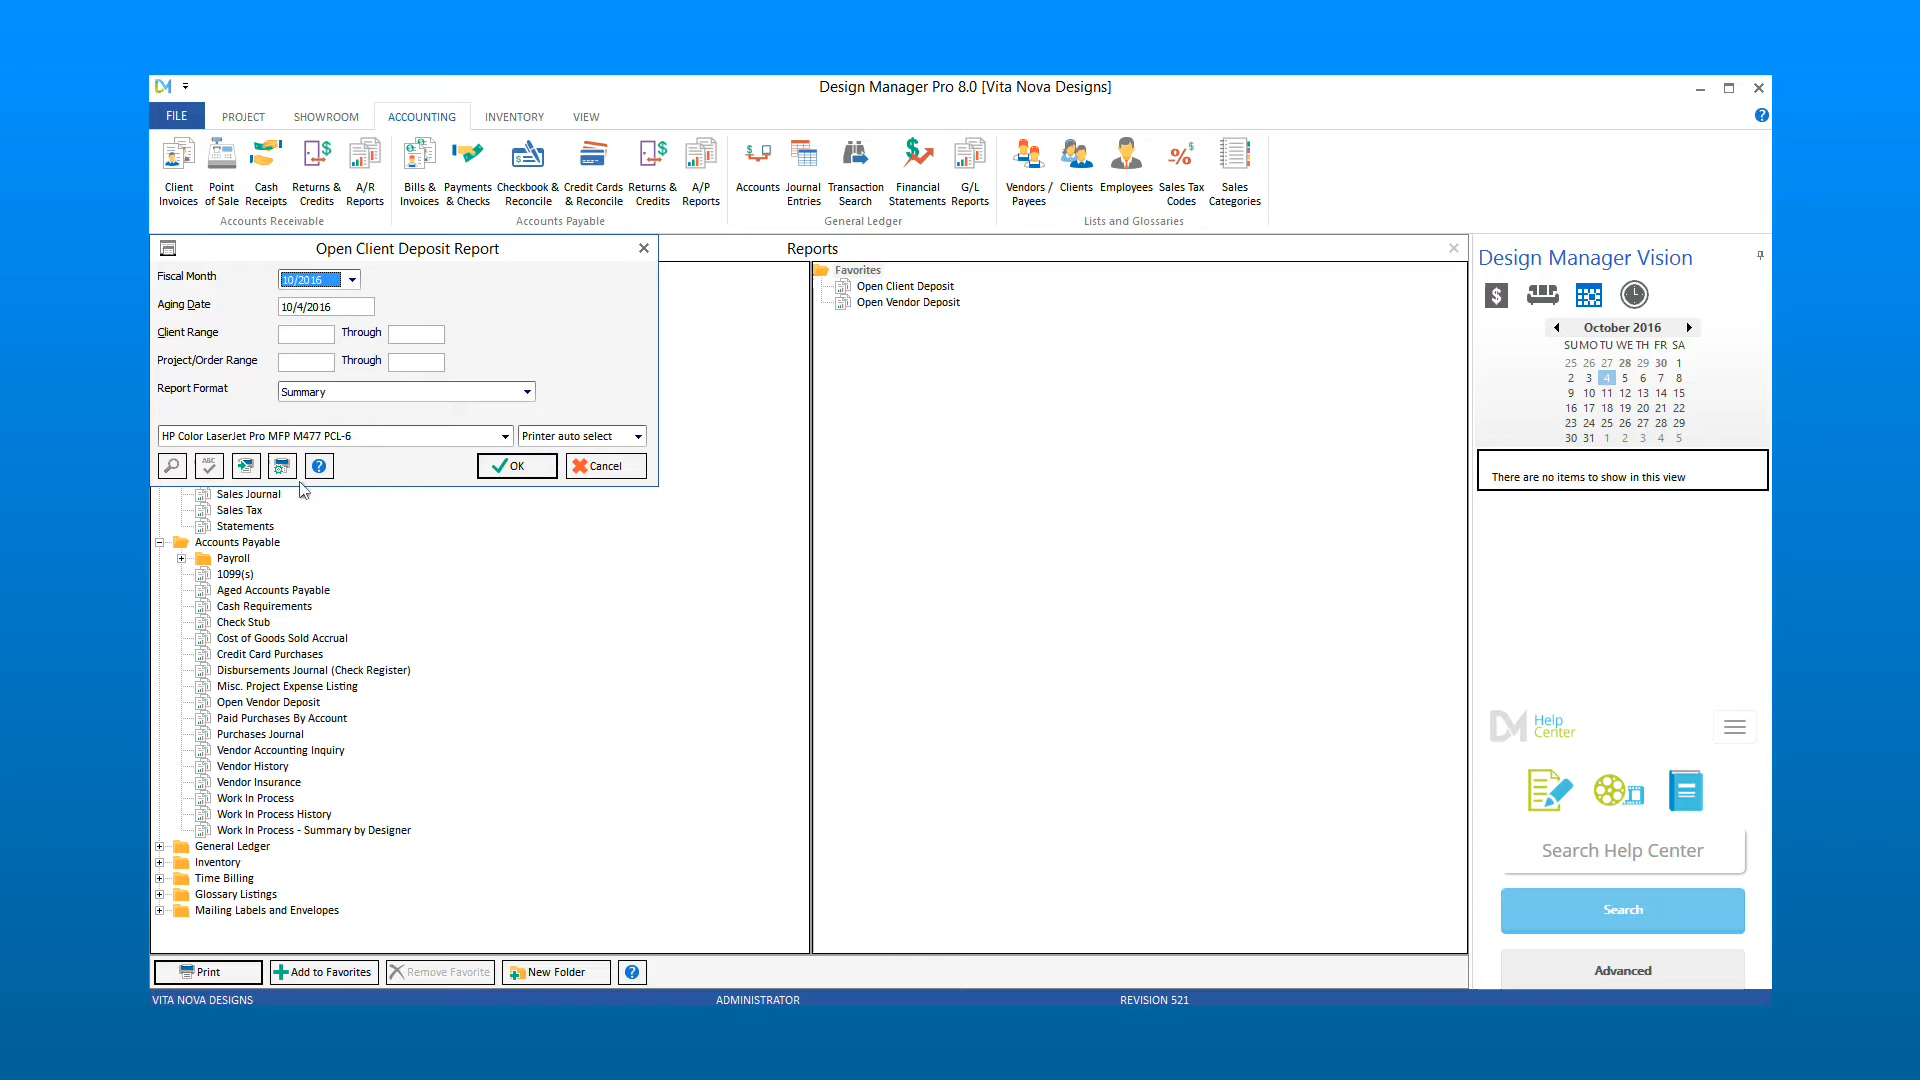 Design Manager Pro 8.0 [Vita Nova Designs]
FILE PROJECT SHOWROOM ACCOUNTING INVENTORY VIEW
Client Invoices
Point of Sale
Cash Receipts
Returns & Credits
A/R Reports
Accounts Receivable
Bills & Invoices
Payments & Checks
Checkbook & Reconcile
Credit Cards & Reconcile
Returns & Credits
A/P Reports
Accounts Payable
Accounts
Journal Entries
Transaction Search
Financial Statements
G/L Reports
General Ledger
Vendors / Payees
Clients
Employees
Sales Tax Codes
Sales Categories
Lists and Glossaries
Open Client Deposit Report
Fiscal Month 10/2016
Aging Date 10/4/2016
Client Range Through
Project/Order Range Through
Report Format Summary
HP Color LaserJet Pro MFP M477 PCL-6 Printer auto select
ABC
OK Cancel
Sales Journal
Sales Tax
Statements
Accounts Payable
Payroll
1099(s)
Aged Accounts Payable
Cash Requirements
Check Stub
Cost of Goods Sold Accrual
Credit Card Purchases
Disbursements Journal (Check Register)
Misc. Project Expense Listing
Open Vendor Deposit
Paid Purchases By Account
Purchases Journal
Vendor Accounting Inquiry
Vendor History
Vendor Insurance
Work In Process
Work In Process History
Work In Process - Summary by Designer
General Ledger
Inventory
Time Billing
Glossary Listings
Mailing Labels and Envelopes
Reports
Favorites
Open Client Deposit
Open Vendor Deposit
Print Add to Favorites Remove Favorite New Folder
Design Manager Vision
October 2016
SU MO TU WE TH FR SA
25 26 27 28 29 30 1
2 3 4 5 6 7 8
9 10 11 12 13 14 15
16 17 18 19 20 21 22
23 24 25 26 27 28 29
30 31 1 2 3 4 5
There are no items to show in this view
DM Help Center
Search Help Center
Search
Advanced
VITA NOVA DESIGNS ADMINISTRATOR REVISION 521